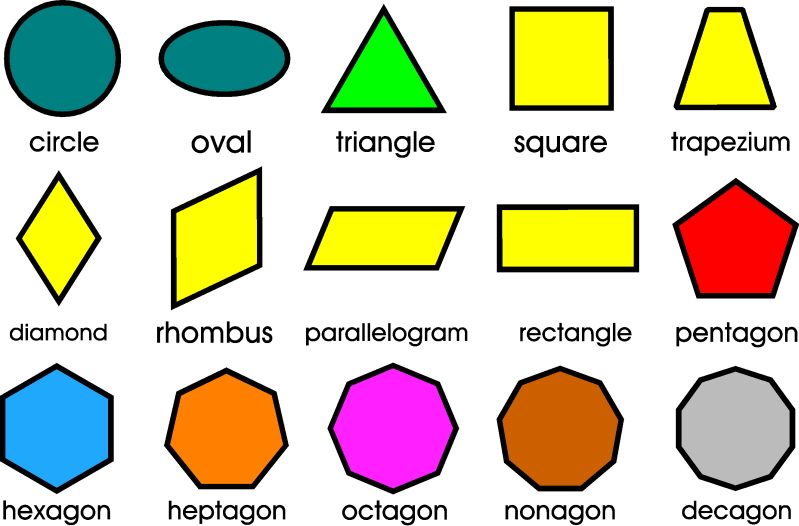 circle oval triangle square trapezium
diamond rhombus parallelogram rectangle pentagon
hexagon heptagon octagon nonagon decagon